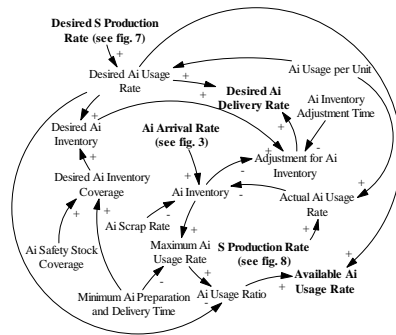 Desired S Production
Rate (see fig. 7)
+
Desired Ai Usage
Rate
+
+
Ai Usage per Unit
+
Desired Ai
Delivery Rate
Ai Inventory
Adjustment Time
+
Desired Ai
Inventory
+
Ai Arrival Rate
(see fig. 3)
+
+
-
Adjustment for Ai
Inventory
+
-
Desired Ai Inventory
Coverage
Ai Inventory
-
Actual Ai Usage
Rate
+
+
Ai Scrap Rate
-
+
+
Ai Safety Stock
Coverage
+
Maximum Ai
Usage Rate
S Production Rate
(see fig. 8)
+
-
+
Minimum Ai Preparation
and Delivery Time
Ai Usage Ratio
-
+
Available Ai
Usage Rate